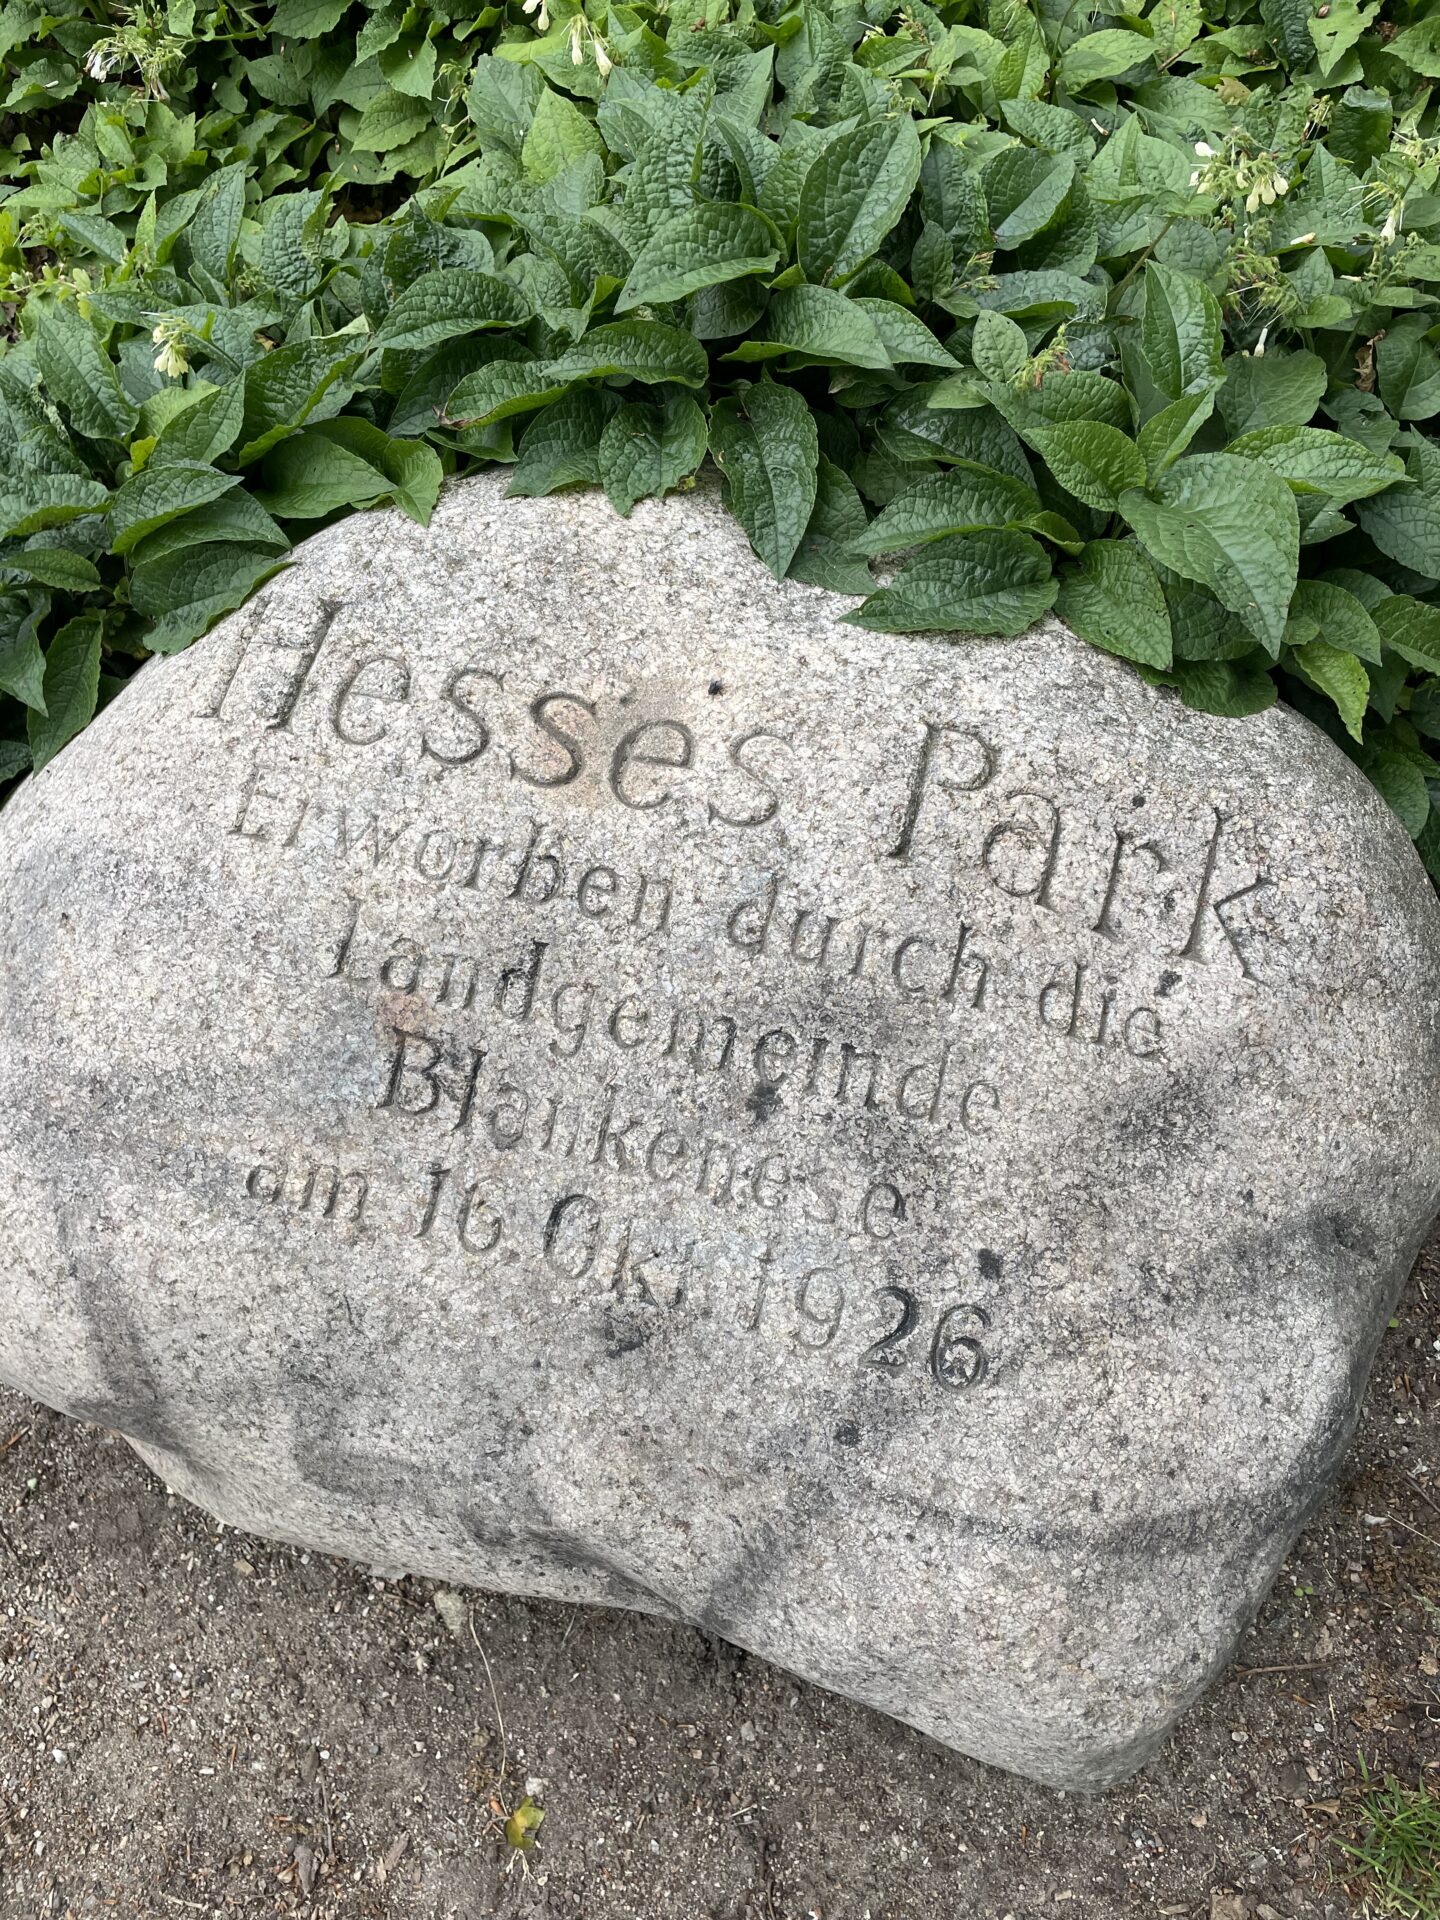 Hesses Park
Erworben durch die
Landgemeinde
Blankenese
am 16 Okt 1926